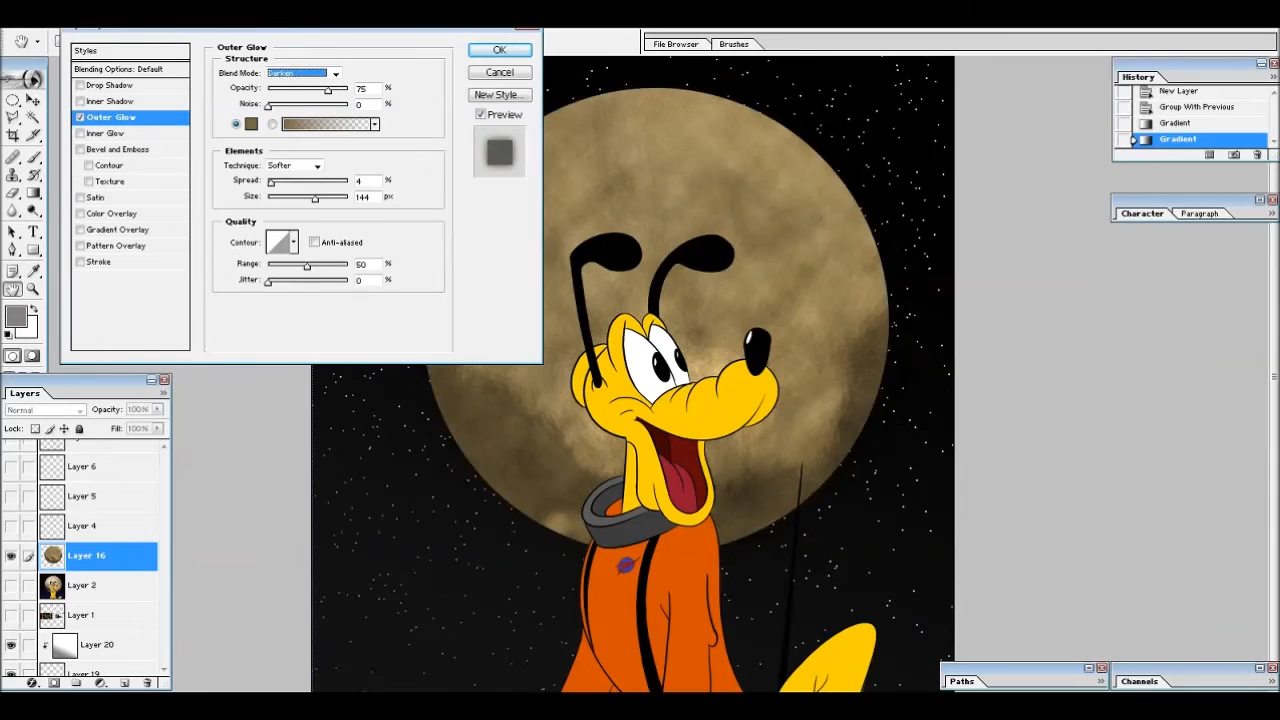 File Browser
Brushes
Styles
Blending Options: Default
Drop Shadow
Inner Shadow
Outer Glow
Inner Glow
Bevel and Emboss
Contour
Texture
Satin
Color Overlay
Gradient Overlay
Pattern Overlay
Stroke
Outer Glow
Structure
Blend Mode: Darken
Opacity: 75 %
Noise: 0 %
Elements
Technique: Softer
Spread: 4 %
Size: 144 px
Quality
Contour: Anti-aliased
Range: 50 %
Jitter: 0 %
OK
Cancel
New Style...
Preview
History
New Layer
Group With Previous
Gradient
Gradient
Character
Paragraph
Layers
Normal Opacity: 100%
Lock: Fill: 100%
Layer 6
Layer 5
Layer 4
Layer 16
Layer 2
Layer 1
Layer 20
Layer 19
Paths
Channels